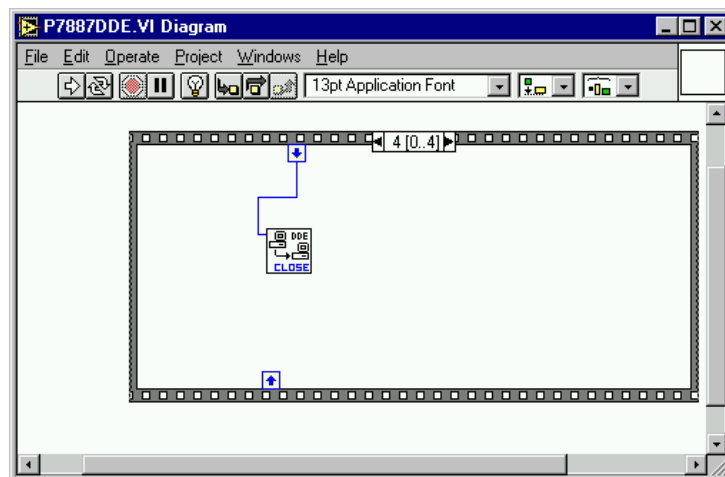 P7887DDE.VI Diagram
File Edit Operate Project Windows Help
13pt Application Font
4 [0..4]
DDE
CLOSE